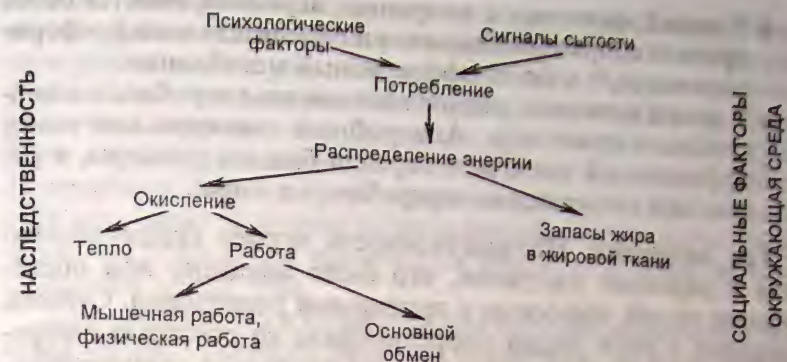 Психологические
факторы
Сигналы сытости
Потребление
Распределение энергии
Окисление
Запасы жира
в жировой ткани
Тепло
Работа
Мышечная работа,
физическая работа
Основной
обмен
НАСЛЕДСТВЕННОСТЬ
СОЦИАЛЬНЫЕ ФАКТОРЫ
ОКРУЖАЮЩАЯ СРЕДА